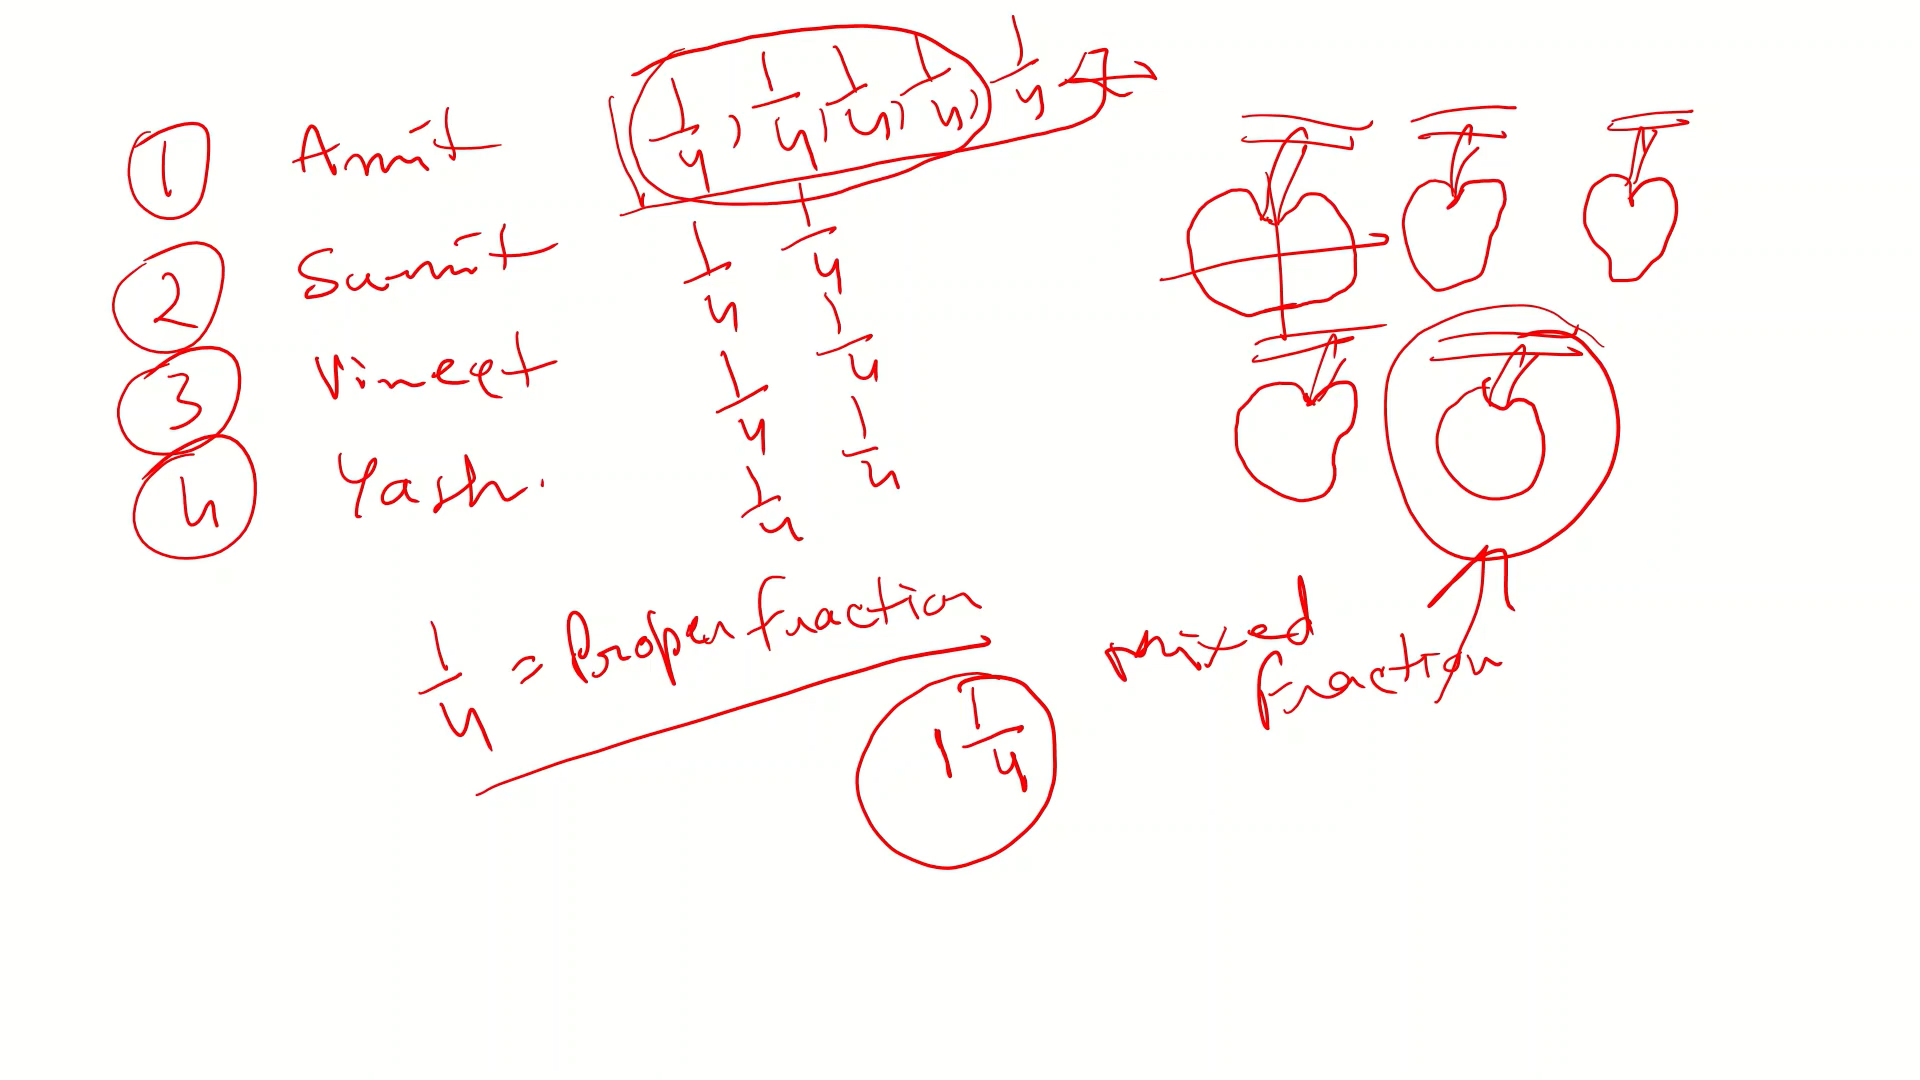 1 Amit 1/4, 1/4, 1/4, 1/4, 1/4
2 Sumit 1/4 1/4
3 Vineet 1/4 1/4
4 Yash. 1/4 1/4
1/4 = Proper fraction
mixed
fraction
1 1/4